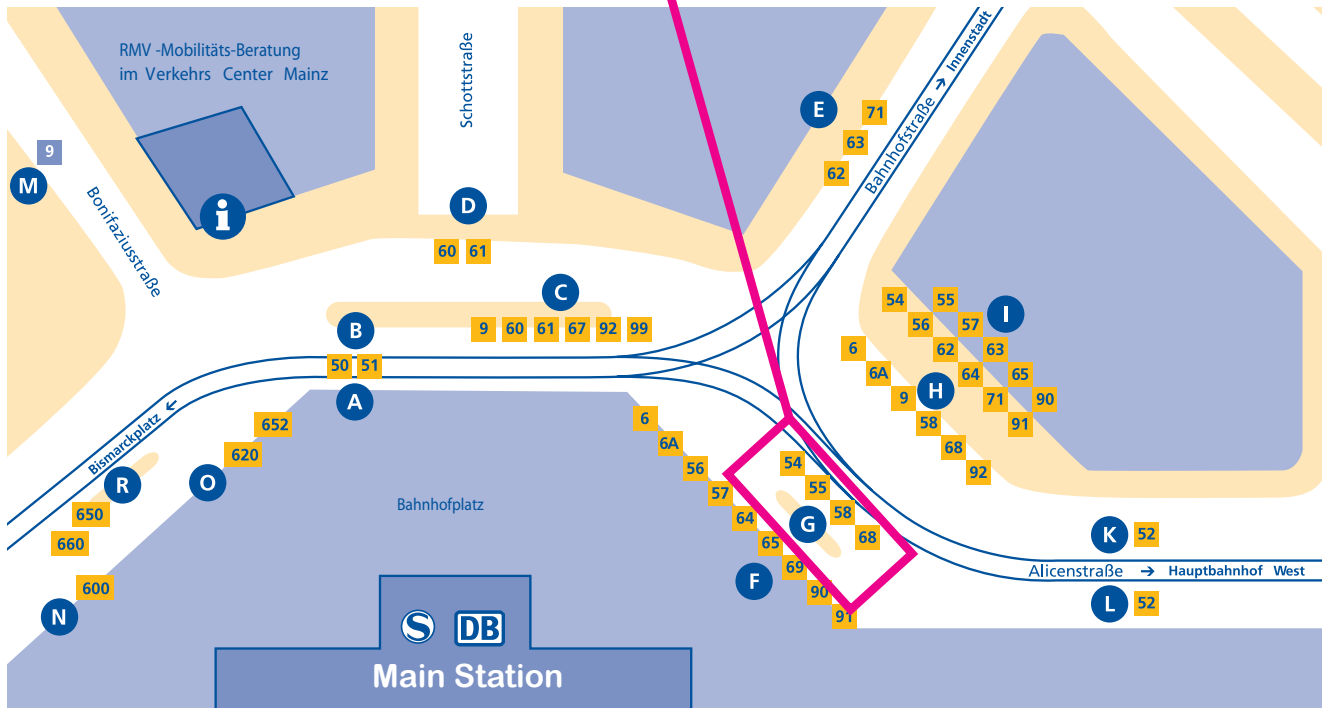 RMV -Mobilitäts-Beratung
im Verkehrs Center Mainz
Schottstraße
Bahnhofstraße → Innenstadt
E
71
63
62
9
M
Bonifaziusstraße
i
D
60 61
C
9 60 61 67 92 99
B
50 51
A
54 55
56 57
I
62 63
64 65
71 90
91
6
6A
9
H
58
68
92
Bismarckplatz ←
652
620
O
R
650
660
600
N
Bahnhofplatz
6
6A
56
57
64
65
69
90
91
F
54
55
58
68
G
K 52
Alicenstraße → Hauptbahnhof West
L 52
S DB
Main Station